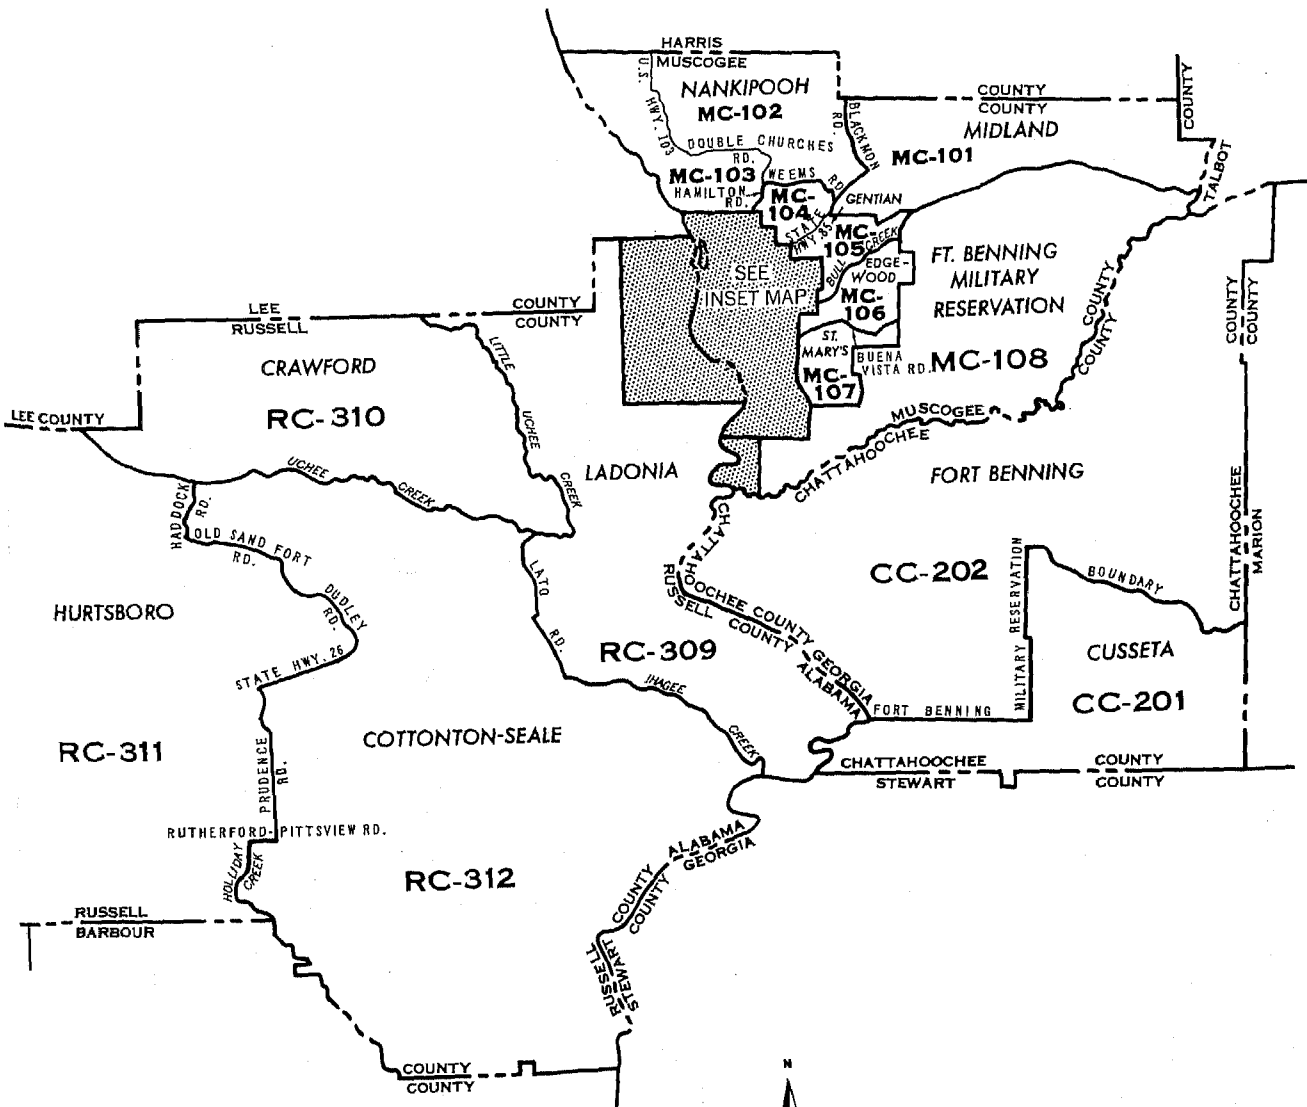 HARRIS
MUSCOGEE
U.S. HWY. 103
NANKIPOOH
MC-102
COUNTY
COUNTY
MIDLAND
COUNTY
TALBOT
BLACKMON RD.
DOUBLE CHURCHES RD.
MC-101
MC-103
WEEMS RD.
HAMILTON RD.
MC-104
GENTIAN
STATE HWY. 85
MC-105
BULL CREEK
EDGE-
WOOD
MC-106
FT. BENNING
MILITARY
RESERVATION
MC-108
SEE
INSET MAP
COUNTY
COUNTY
COUNTY
COUNTY
LEE
RUSSELL
COUNTY
COUNTY
ST.
MARY'S
MC-107
BUENA
VISTA RD.
CRAWFORD
RC-310
LITTLE UCHEE CREEK
LEE COUNTY
MUSCOGEE
CHATTAHOOCHEE
UCHEE CREEK
LADONIA
FORT BENNING
HADDOCK RD.
OLD SAND FORT RD.
CHATTAHOOCHEE COUNTY
RUSSELL COUNTY
CHATTAHOOCHEE
MARION
CC-202
MILITARY RESERVATION
BOUNDARY
LATO RD.
DUDLEY RD.
HURTSBORO
RC-309
GEORGIA
ALABAMA
CUSSETA
CC-201
STATE HWY. 26
IHAGEE CREEK
FORT BENNING
RC-311
COTTONTON-SEALE
PRUDENCE RD.
CHATTAHOOCHEE
STEWART
COUNTY
COUNTY
RUTHERFORD-PITTSVIEW RD.
ALABAMA
GEORGIA
HOLLIDAY CREEK
RC-312
COUNTY
COUNTY
RUSSELL
BARBOUR
RUSSELL
STEWART
COUNTY
COUNTY
N